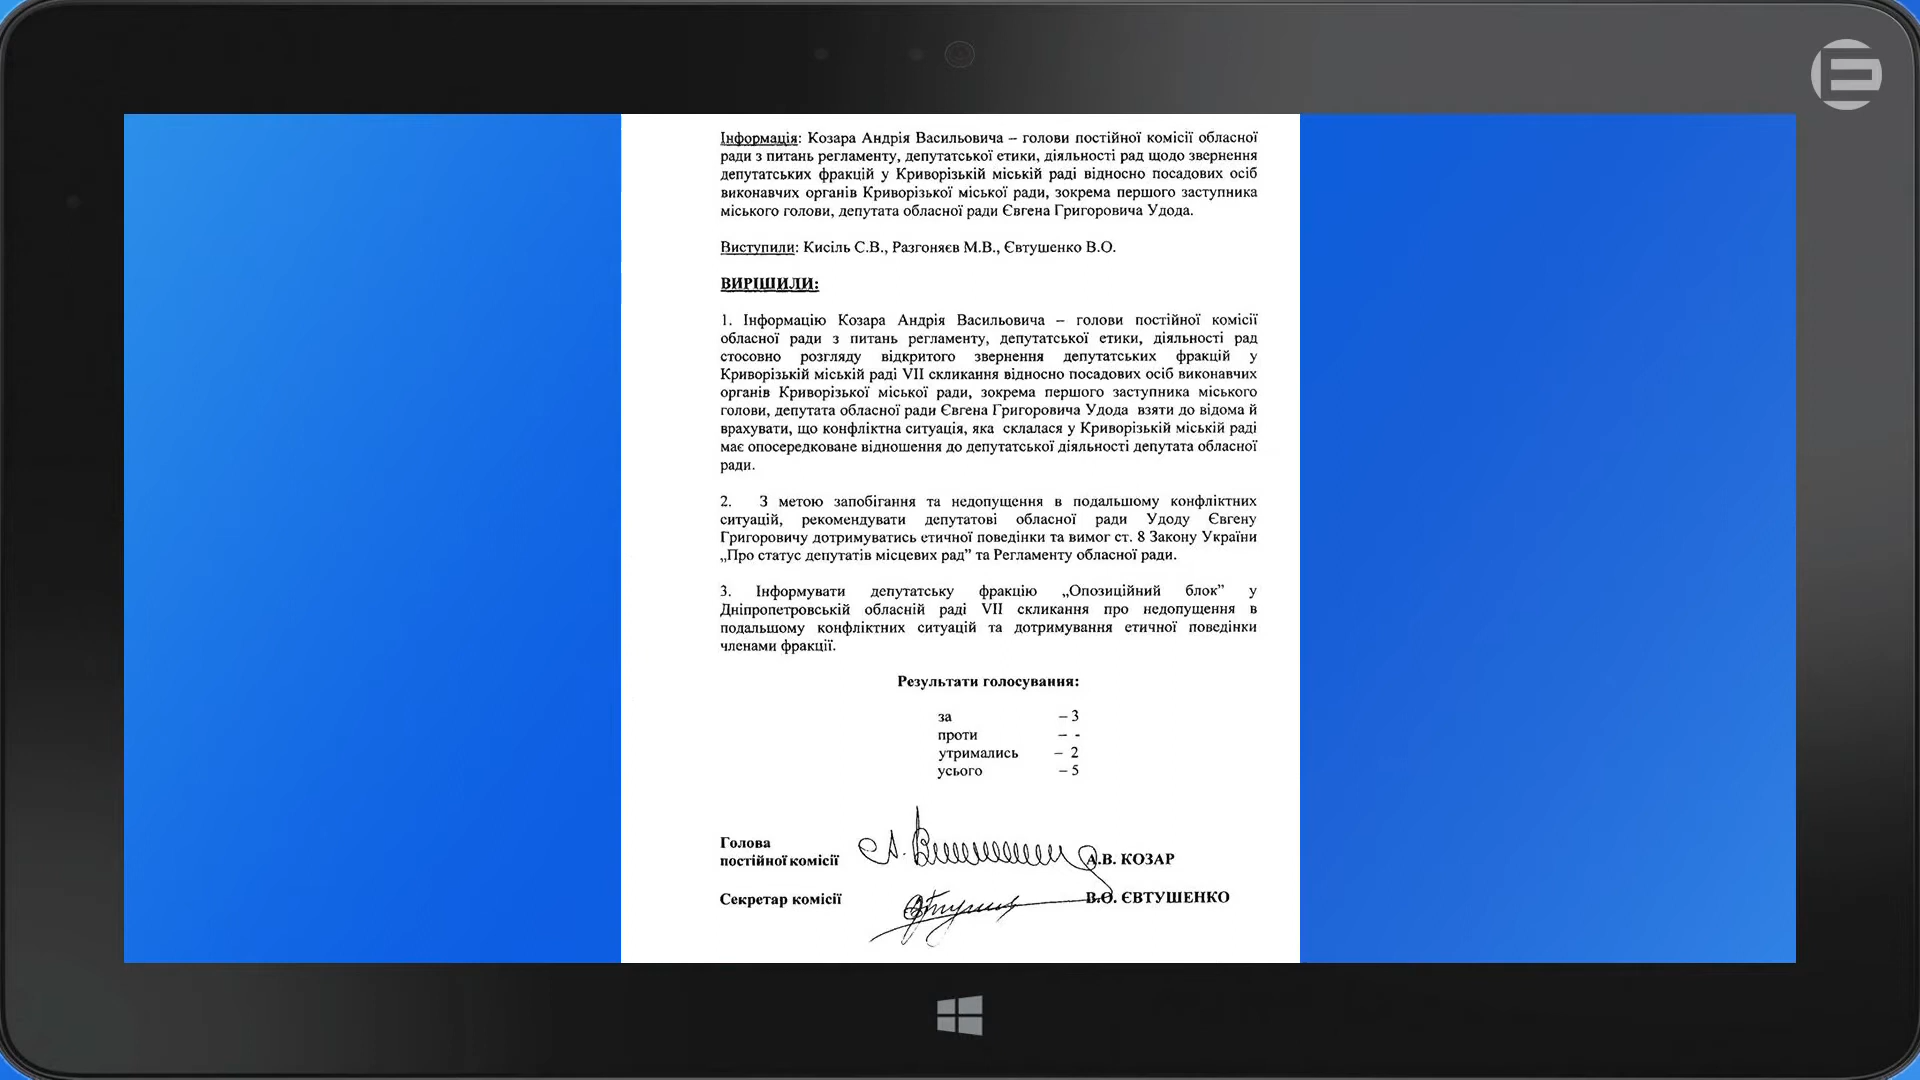 Інформація: Козара Андрія Васильовича – голови постійної комісії обласної
ради з питань регламенту, депутатської етики, діяльності рад щодо звернення
депутатських фракцій у Криворізькій міській раді відносно посадових осіб
виконавчих органів Криворізької міської ради, зокрема першого заступника
міського голови, депутата обласної ради Євгена Григоровича Удода.
Виступили: Кисіль С.В., Разгоняєв М.В., Євтушенко В.О.
ВИРІШИЛИ:
1. Інформацію Козара Андрія Васильовича – голови постійної комісії
обласної ради з питань регламенту, депутатської етики, діяльності рад
стосовно розгляду відкритого звернення депутатських фракцій у
Криворізькій міській раді VII скликання відносно посадових осіб виконавчих
органів Криворізької міської ради, зокрема першого заступника міського
голови, депутата обласної ради Євгена Григоровича Удода взяти до відома й
врахувати, що конфліктна ситуація, яка склалася у Криворізькій міській раді
має опосередковане відношення до депутатської діяльності депутата обласної
ради.
2. З метою запобігання та недопущення в подальшому конфліктних
ситуацій, рекомендувати депутатові обласної ради Удоду Євгену
Григоровичу дотримуватись етичної поведінки та вимог ст. 8 Закону України
„Про статус депутатів місцевих рад” та Регламенту обласної ради.
3. Інформувати депутатську фракцію „Опозиційний блок” у
Дніпропетровській обласній раді VII скликання про недопущення в
подальшому конфліктних ситуацій та дотримування етичної поведінки
членами фракції.
Результати голосування:
за – 3
проти – -
утримались – 2
усього – 5
Голова
постійної комісії А.В. КОЗАР
Секретар комісії В.О. ЄВТУШЕНКО